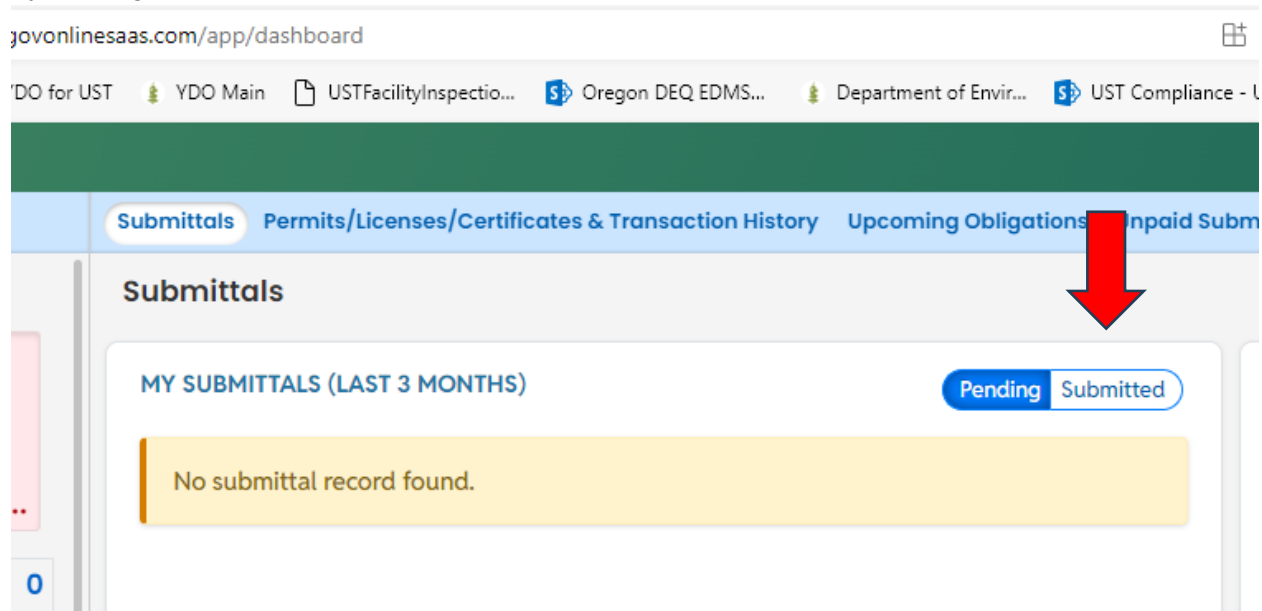 govonlinesaas.com/app/dashboard
YDO for UST YDO Main USTFacilityInspectio... Oregon DEQ EDMS... Department of Envir... UST Compliance - U
Submittals Permits/Licenses/Certificates & Transaction History Upcoming Obligations Unpaid Subm
Submittals
MY SUBMITTALS (LAST 3 MONTHS) Pending Submitted
No submittal record found.
..
0